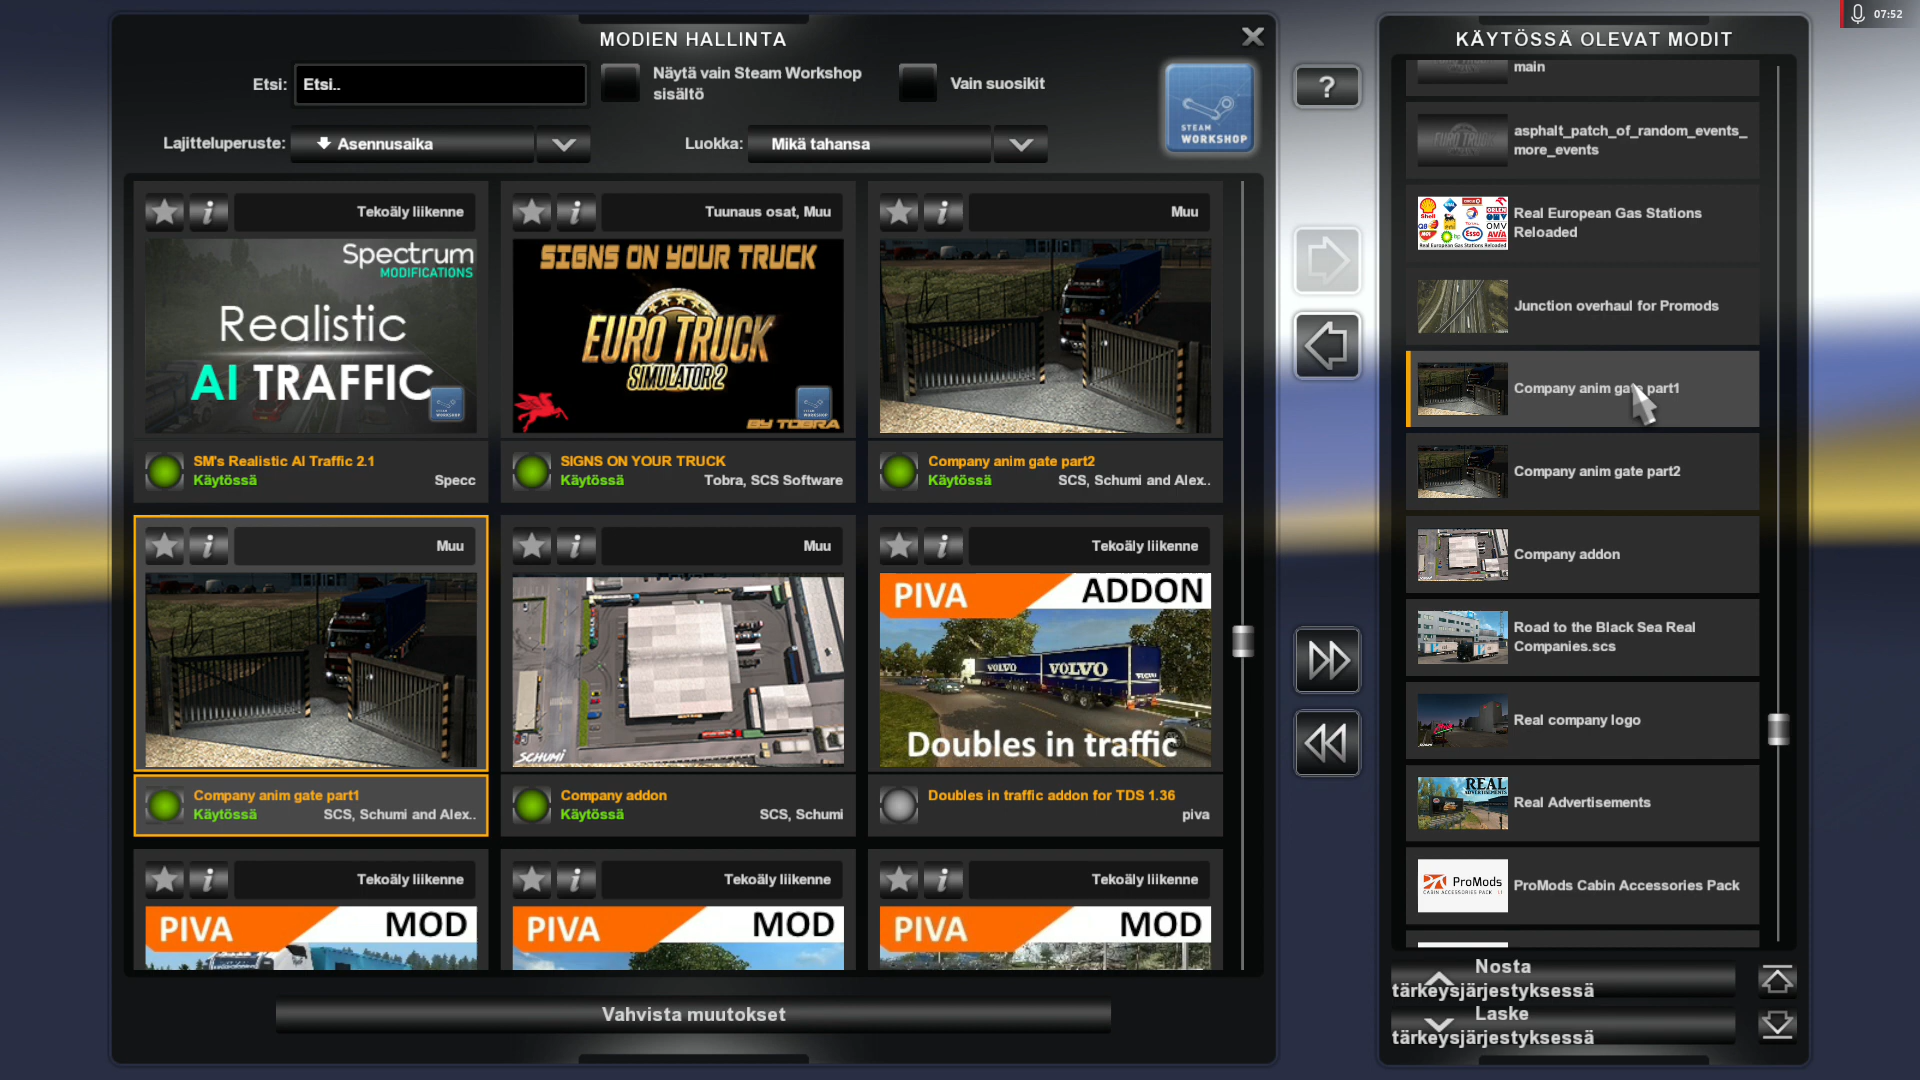 MODIEN HALLINTA
Etsi: Etsi..
Näytä vain Steam Workshop
sisältö
Vain suosikit
STEAM
WORKSHOP
Lajitteluperuste: Asennusaika
Luokka: Mikä tahansa
Tekoäly liikenne
Spectrum
MODIFICATIONS
Realistic
AI TRAFFIC
SM's Realistic AI Traffic 2.1
Käytössä Specc
Tuunaus osat, Muu
SIGNS ON YOUR TRUCK
EURO TRUCK
SIMULATOR 2
BY TOBRA
SIGNS ON YOUR TRUCK
Käytössä Tobra, SCS Software
Muu
Company anim gate part2
Käytössä SCS, Schumi and Alex..
Muu
Company anim gate part1
Käytössä SCS, Schumi and Alex..
Muu
SCHUMI
Company addon
Käytössä SCS, Schumi
Tekoäly liikenne
PIVA ADDON
VOLVO VOLVO
Doubles in traffic
Doubles in traffic addon for TDS 1.36
piva
Tekoäly liikenne
PIVA MOD
Tekoäly liikenne
PIVA MOD
Tekoäly liikenne
PIVA MOD
Vahvista muutokset
?
07:52
KÄYTÖSSÄ OLEVAT MODIT
main
asphalt_patch_of_random_events_
more_events
Real European Gas Stations
Reloaded
Junction overhaul for Promods
Company anim gate part1
Company anim gate part2
Company addon
Road to the Black Sea Real
Companies.scs
Real company logo
REAL
Real Advertisements
ProMods
CABIN ACCESSORIES PACK
ProMods Cabin Accessories Pack
Nosta
tärkeysjärjestyksessä
Laske
tärkeysjärjestyksessä